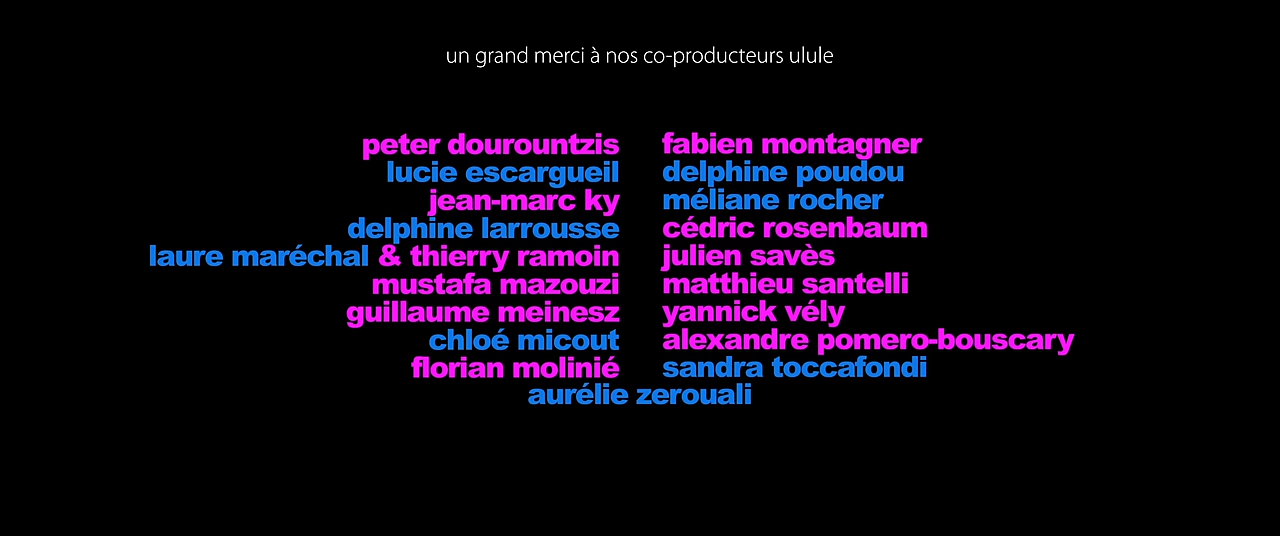 un grand merci à nos co-producteurs ulule
peter dourountzis fabien montagner
lucie escargueil delphine poudou
jean-marc ky méliane rocher
delphine larrousse cédric rosenbaum
laure maréchal & thierry ramoin julien savès
mustafa mazouzi matthieu santelli
guillaume meinesz yannick vély
chloé micout alexandre pomero-bouscary
florian molinié sandra toccafondi
aurélie zerouali